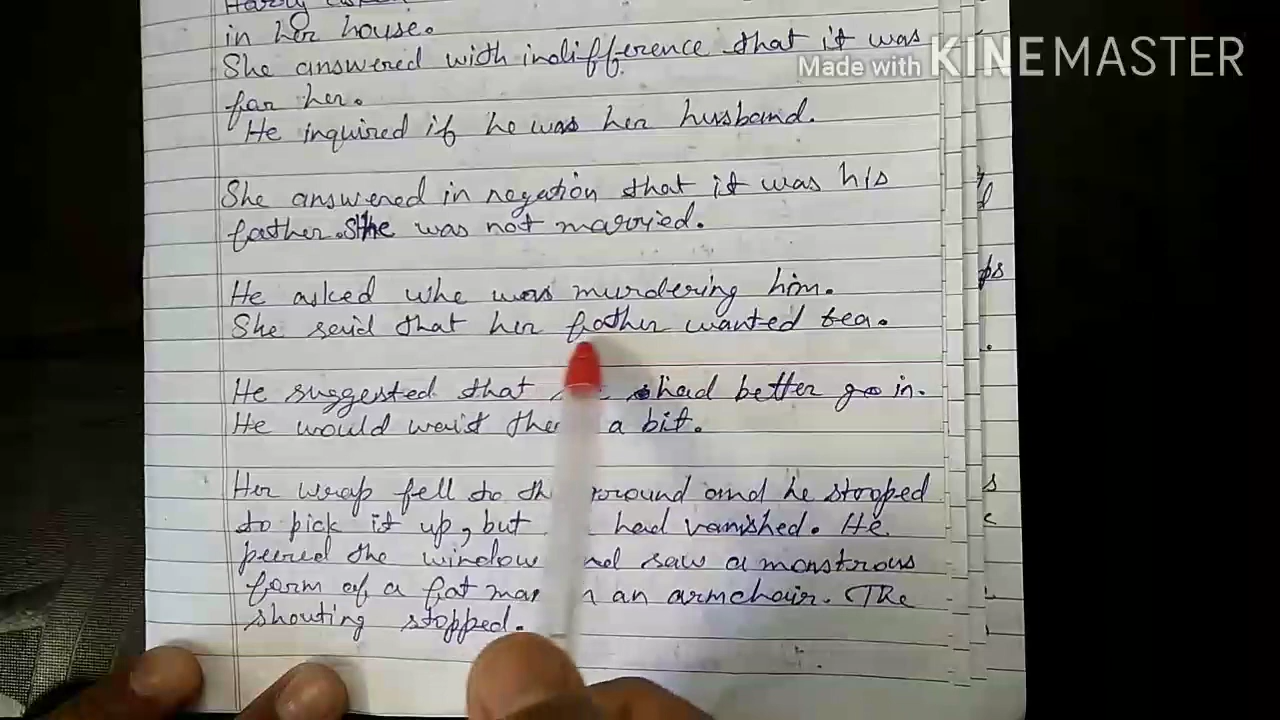 in her house.
She answered with indifference that it was
far her.
He inquired if he was her husband.
She answered in negation that it was his
father. She was not married.
He asked whe was murdering him.
She said that her father wanted tea.
He suggested that had better go in.
He would wait a bit.
Her wrap fell to and he stooped
to pick it up, but had vanished. He
peered the window saw a monstrous
form of a fat an armchair. The
shouting stopped.
Made with KINEMASTER